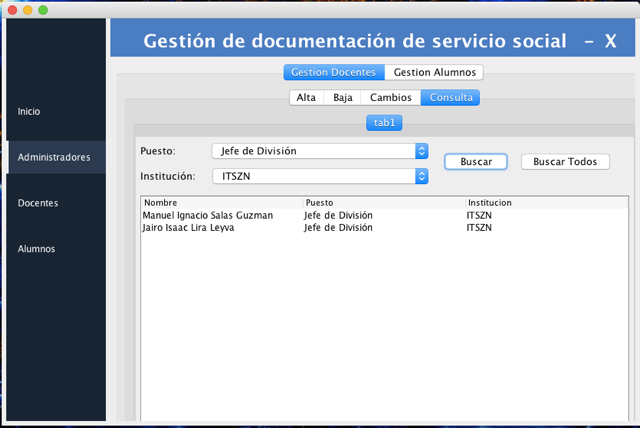 Gestión de documentación de servicio social - X
Gestion Docentes Gestion Alumnos
Alta Baja Cambios Consulta
tab1
Inicio
Administradores
Docentes
Alumnos
Puesto: Jefe de División
Institución: ITSZN
Buscar Buscar Todos
Nombre Puesto Institucion
Manuel Ignacio Salas Guzman Jefe de División ITSZN
Jairo Isaac Lira Leyva Jefe de División ITSZN